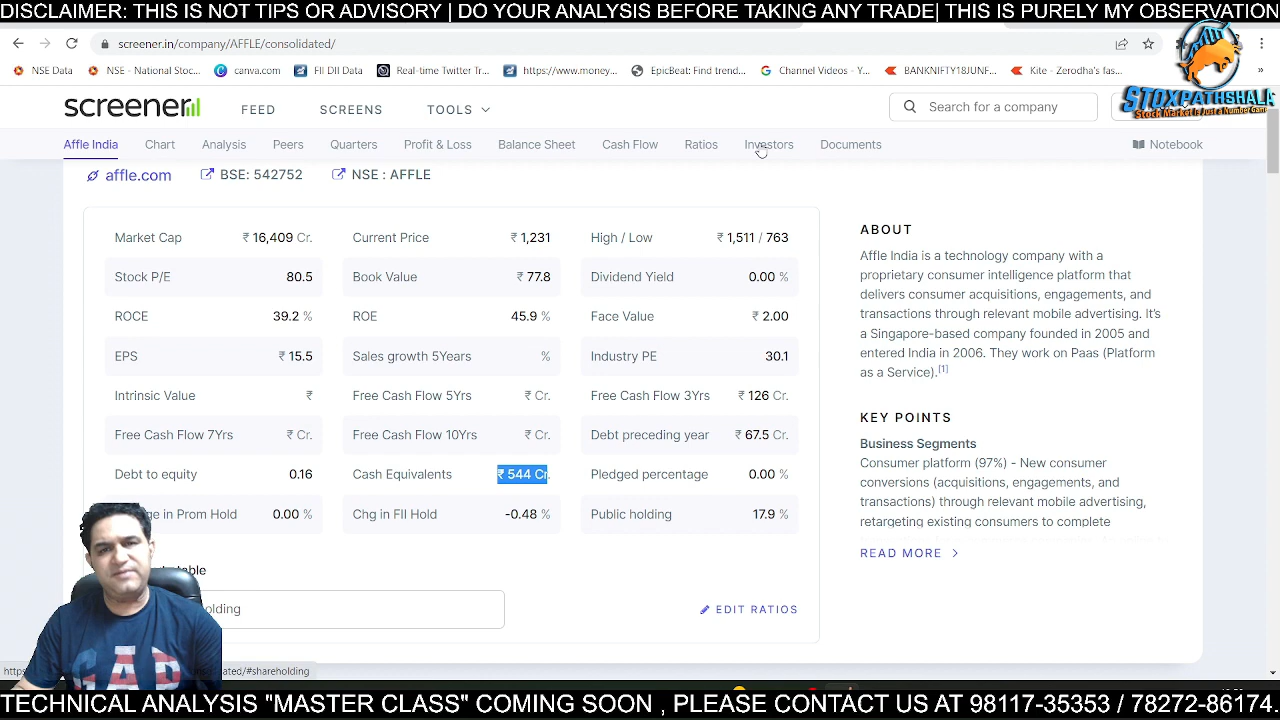 DISCLAIMER: THIS IS NOT TIPS OR ADVISORY | DO YOUR ANALYSIS BEFORE TAKING ANY TRADE| THIS IS PURELY MY OBSERVATION
screener.in/company/AFFLE/consolidated/
NSE Data NSE - National Stoc... canva.com FII DII Data Real-time Twitter Tr... https://www.money... EpicBeat: Find trend... Channel Videos - Y... BANKNIFTY18JUNF... Kite - Zerodha's fas... »
STOXPATHSHALA
Stock Market is Just a Number Game
screener FEED SCREENS TOOLS Search for a company
Affle India Chart Analysis Peers Quarters Profit & Loss Balance Sheet Cash Flow Ratios Investors Documents Notebook
affle.com BSE: 542752 NSE : AFFLE
Market Cap ₹ 16,409 Cr. Current Price ₹ 1,231 High / Low ₹ 1,511 / 763
Stock P/E 80.5 Book Value ₹ 77.8 Dividend Yield 0.00 %
ROCE 39.2 % ROE 45.9 % Face Value ₹ 2.00
EPS ₹ 15.5 Sales growth 5Years % Industry PE 30.1
Intrinsic Value ₹ Free Cash Flow 5Yrs ₹ Cr. Free Cash Flow 3Yrs ₹ 126 Cr.
Free Cash Flow 7Yrs ₹ Cr. Free Cash Flow 10Yrs ₹ Cr. Debt preceding year ₹ 67.5 Cr.
Debt to equity 0.16 Cash Equivalents ₹ 544 Cr. Pledged percentage 0.00 %
ge in Prom Hold 0.00 % Chg in FII Hold -0.48 % Public holding 17.9 %
table
olding
EDIT RATIOS
ABOUT
Affle India is a technology company with a
proprietary consumer intelligence platform that
delivers consumer acquisitions, engagements, and
transactions through relevant mobile advertising. It's
a Singapore-based company founded in 2005 and
entered India in 2006. They work on Paas (Platform
as a Service).[1]
KEY POINTS
Business Segments
Consumer platform (97%) - New consumer
conversions (acquisitions, engagements, and
transactions) through relevant mobile advertising,
retargeting existing consumers to complete
READ MORE >
https nsolidated/#shareholding
TECHNICAL ANALYSIS "MASTER CLASS" COMING SOON , PLEASE CONTACT US AT 98117-35353 / 78272-86174.